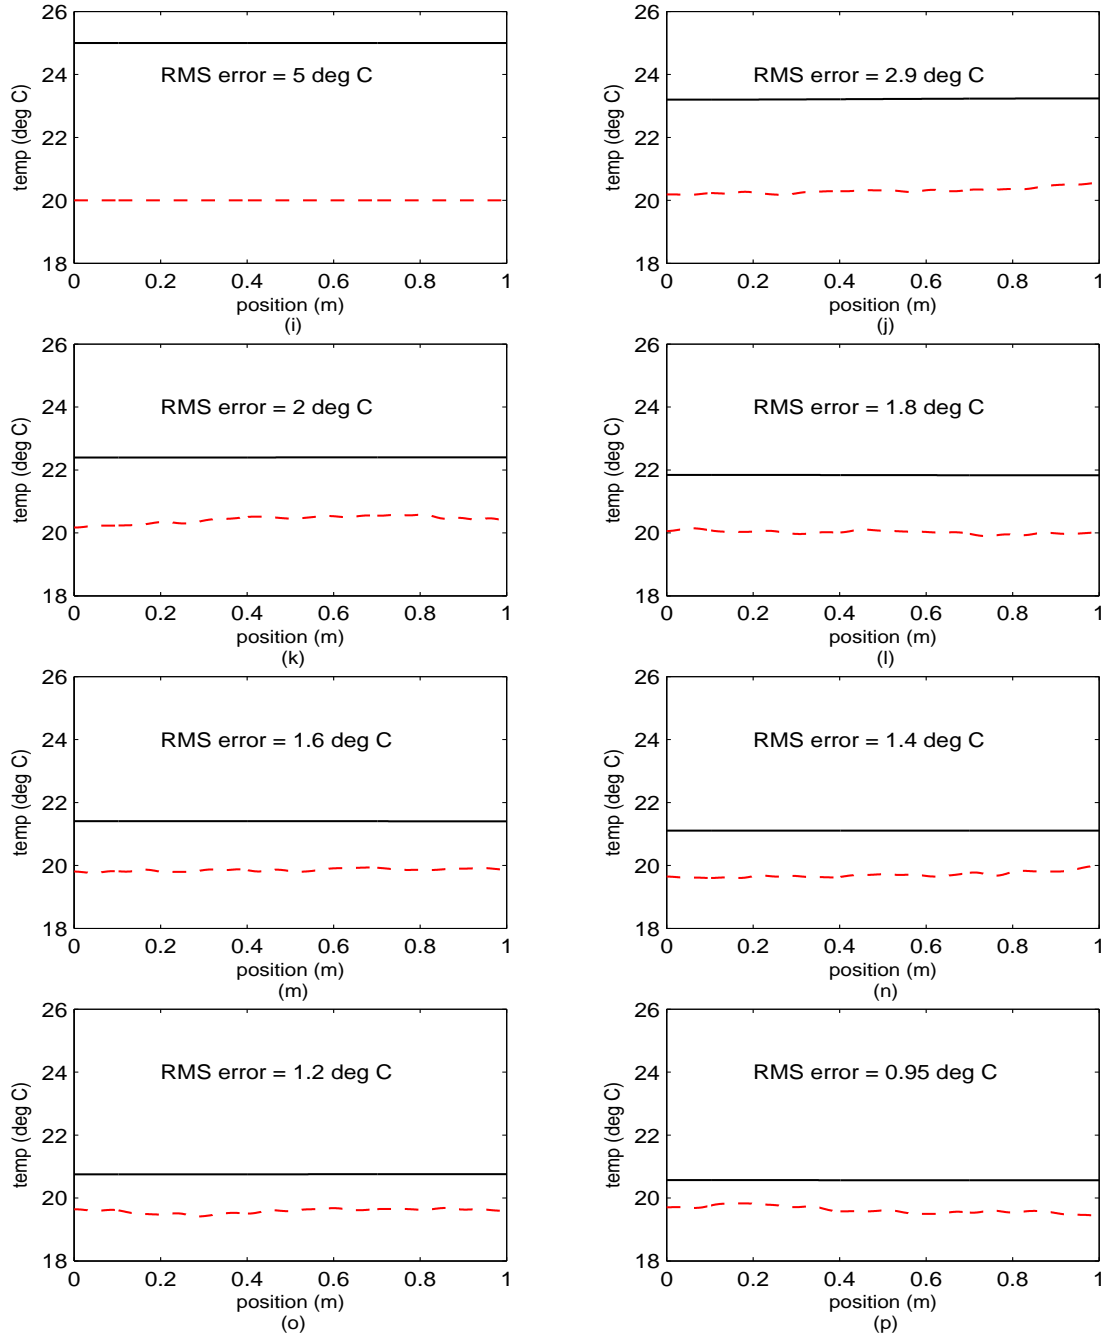 26
24
22
20
18
temp (deg C)
RMS error = 5 deg C
0 0.2 0.4 0.6 0.8 1
position (m)
(i)
26
24
22
20
18
temp (deg C)
RMS error = 2.9 deg C
0 0.2 0.4 0.6 0.8 1
position (m)
(j)
26
24
22
20
18
temp (deg C)
RMS error = 2 deg C
0 0.2 0.4 0.6 0.8 1
position (m)
(k)
26
24
22
20
18
temp (deg C)
RMS error = 1.8 deg C
0 0.2 0.4 0.6 0.8 1
position (m)
(l)
26
24
22
20
18
temp (deg C)
RMS error = 1.6 deg C
0 0.2 0.4 0.6 0.8 1
position (m)
(m)
26
24
22
20
18
temp (deg C)
RMS error = 1.4 deg C
0 0.2 0.4 0.6 0.8 1
position (m)
(n)
26
24
22
20
18
temp (deg C)
RMS error = 1.2 deg C
0 0.2 0.4 0.6 0.8 1
position (m)
(o)
26
24
22
20
18
temp (deg C)
RMS error = 0.95 deg C
0 0.2 0.4 0.6 0.8 1
position (m)
(p)